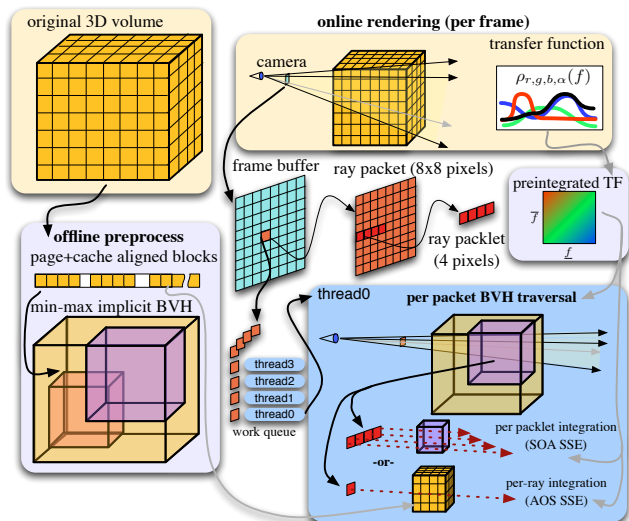 original 3D volume
online rendering (per frame)
camera
transfer function
ρr,g,b,α(f)
frame buffer
ray packet (8x8 pixels)
ray packlet
(4 pixels)
preintegrated TF
f̅
f̲
offline preprocess
page+cache aligned blocks
min-max implicit BVH
thread3
thread2
thread1
thread0
work queue
thread0
per packet BVH traversal
per packlet integration
(SOA SSE)
-or-
per-ray integration
(AOS SSE)